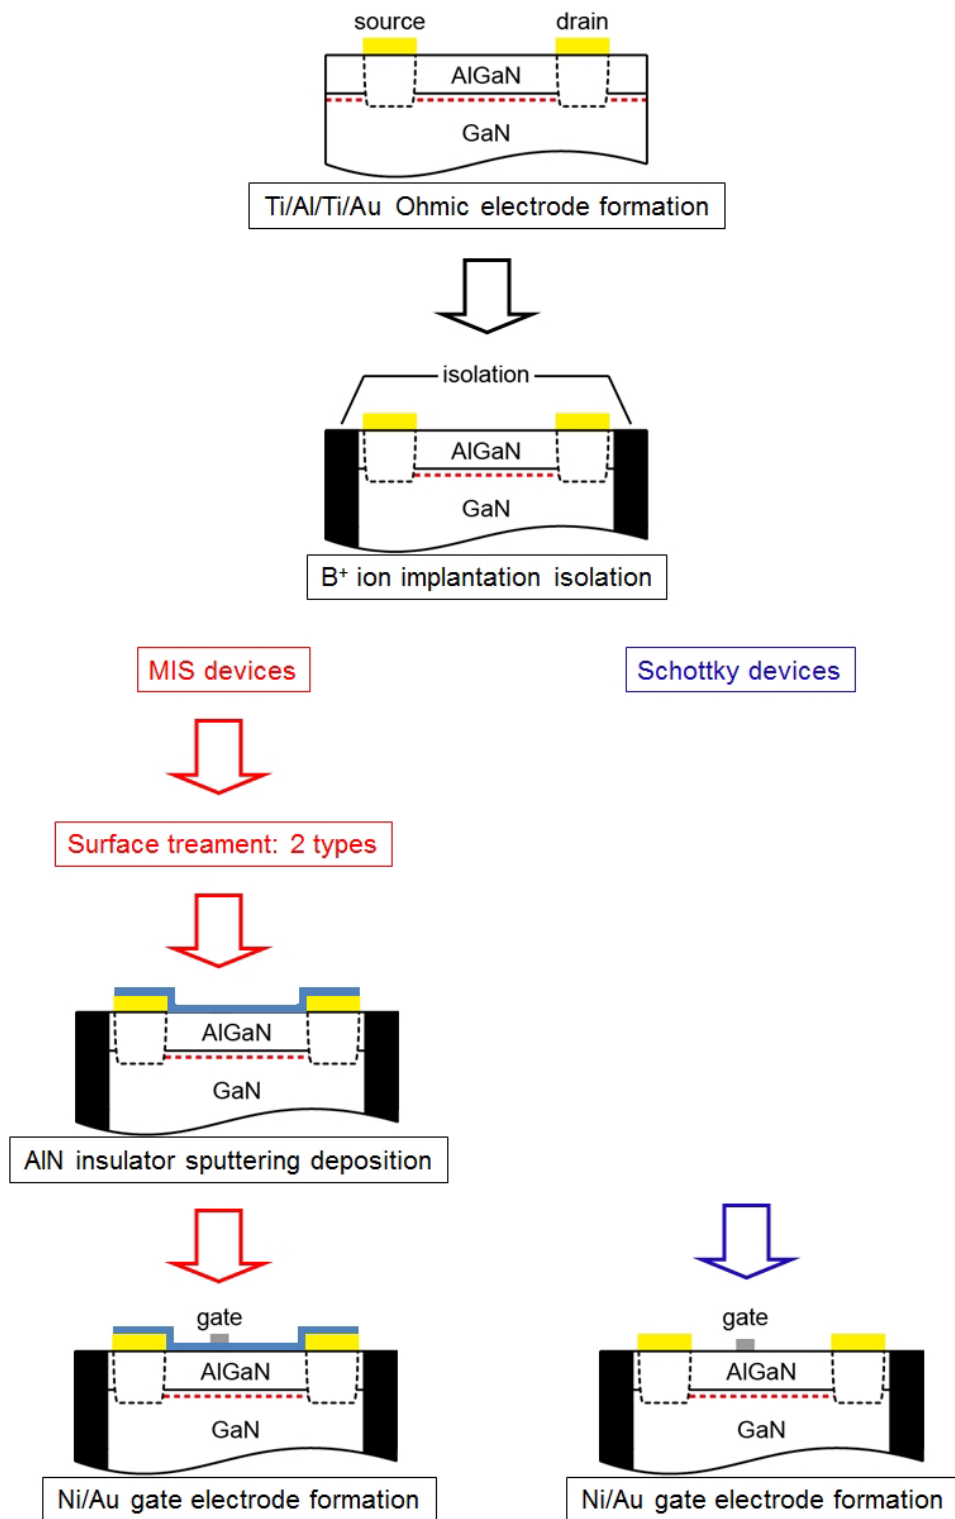 source drain
AlGaN
GaN
Ti/Al/Ti/Au Ohmic electrode formation
isolation
AlGaN
GaN
B⁺ ion implantation isolation
MIS devices
Schottky devices
Surface treament: 2 types
AlGaN
GaN
AlN insulator sputtering deposition
gate
AlGaN
GaN
Ni/Au gate electrode formation
gate
AlGaN
GaN
Ni/Au gate electrode formation